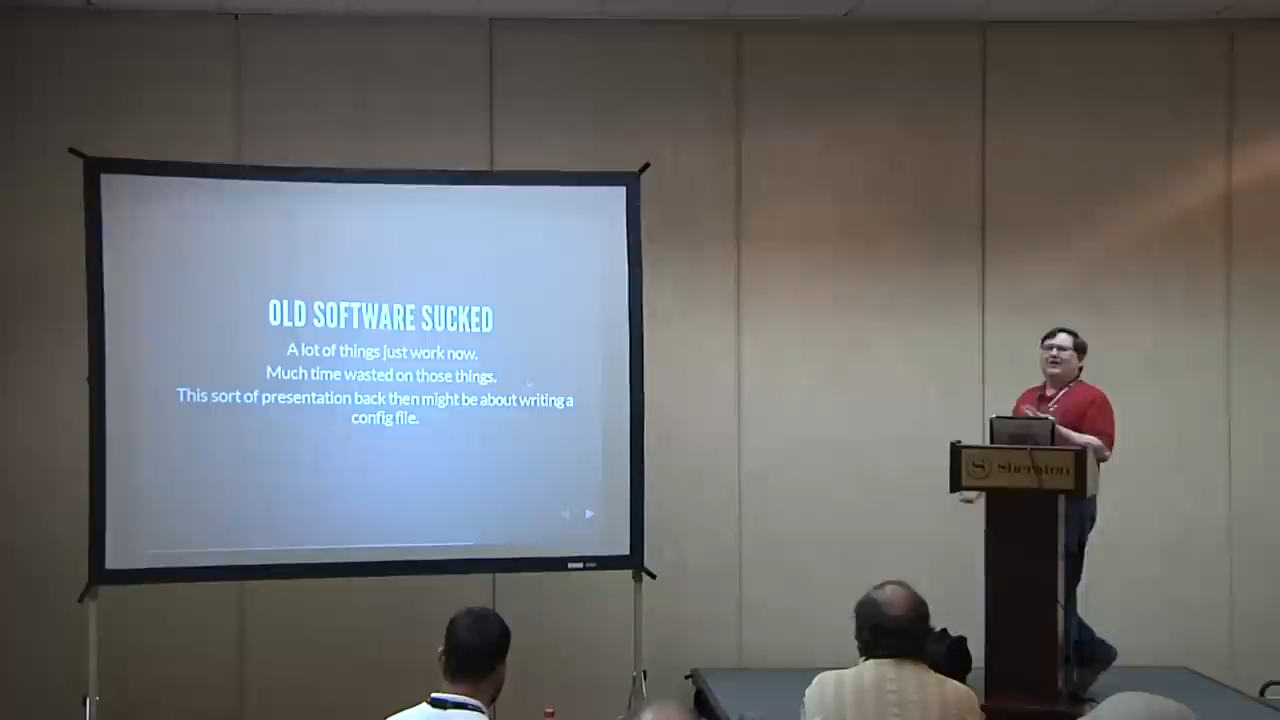 OLD SOFTWARE SUCKED
A lot of things just work now.
Much time wasted on those things.
This sort of presentation back then might be about writing a
config file.
S Sheraton